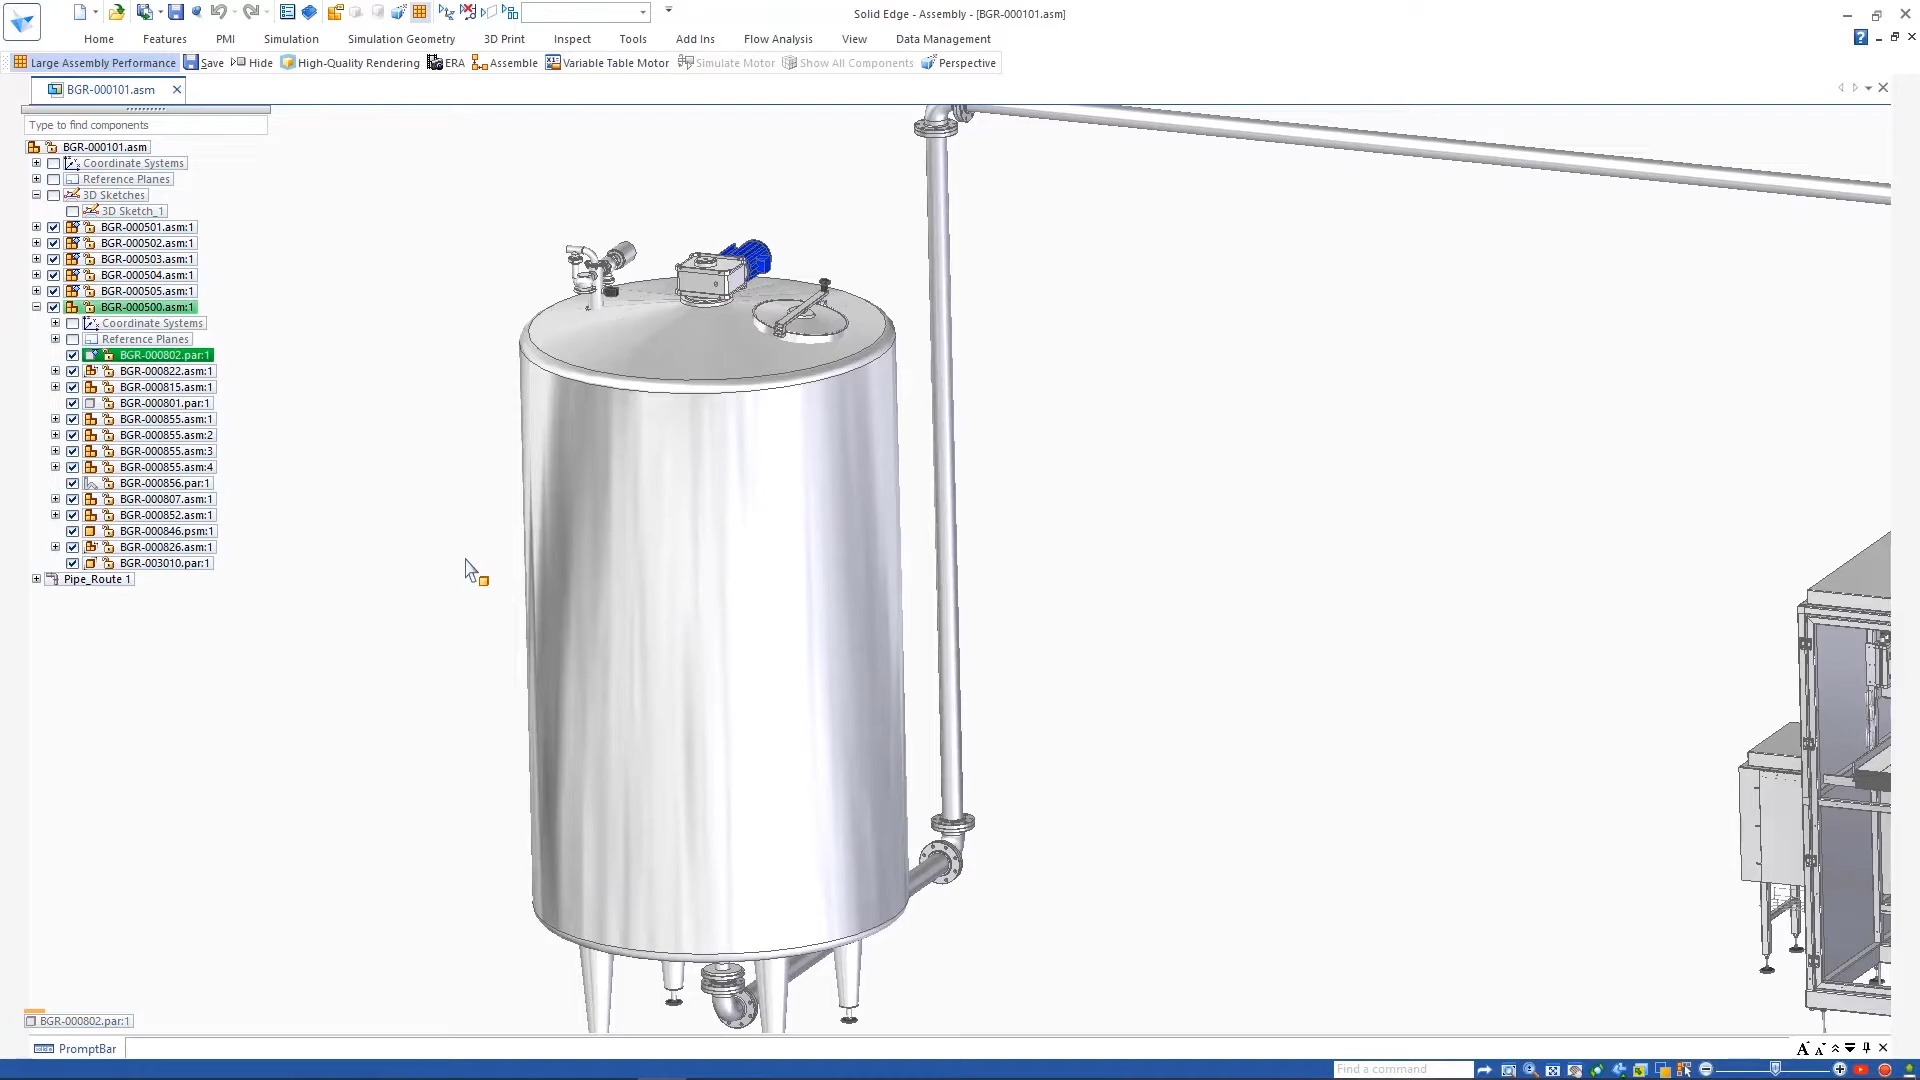 Solid Edge - Assembly - [BGR-000101.asm]
Home Features PMI Simulation Simulation Geometry 3D Print Inspect Tools Add Ins Flow Analysis View Data Management
Large Assembly Performance Save Hide High-Quality Rendering ERA Assemble Variable Table Motor Simulate Motor Show All Components Perspective
BGR-000101.asm
Type to find components
BGR-000101.asm
Coordinate Systems
Reference Planes
3D Sketches
3D Sketch_1
BGR-000501.asm:1
BGR-000502.asm:1
BGR-000503.asm:1
BGR-000504.asm:1
BGR-000505.asm:1
BGR-000500.asm:1
Coordinate Systems
Reference Planes
BGR-000802.par:1
BGR-000822.asm:1
BGR-000815.asm:1
BGR-000801.par:1
BGR-000855.asm:1
BGR-000855.asm:2
BGR-000855.asm:3
BGR-000855.asm:4
BGR-000856.par:1
BGR-000807.asm:1
BGR-000852.asm:1
BGR-000846.psm:1
BGR-000826.asm:1
BGR-003010.par:1
Pipe_Route 1
BGR-000802.par:1
PromptBar
Find a command